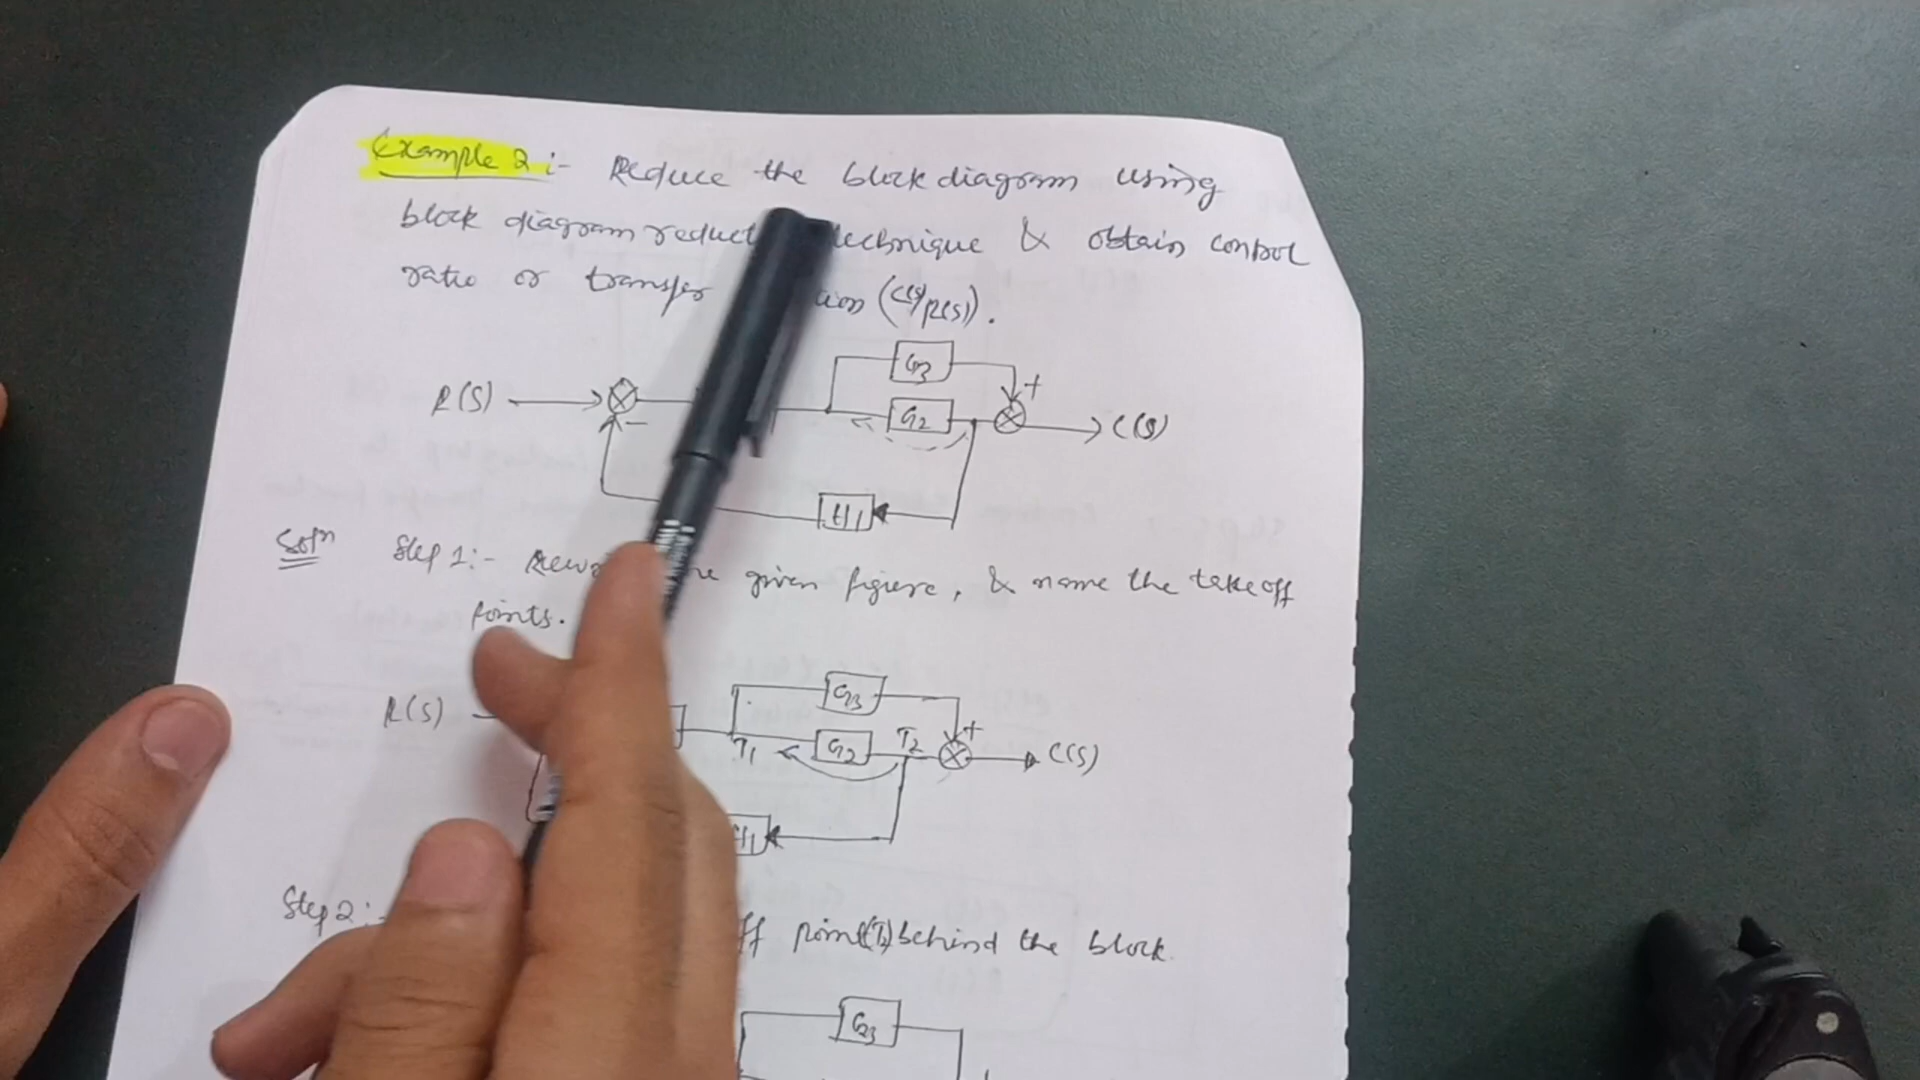 Example 2 :- Reduce the block diagram using
block diagram reduct technique & obtain control
ratio or transfer (C(s)/R(s)).
G3
+
R(S) G2 C(S)
-
H1
Soln Step 1:- given figure, & name the takeoff
points.
G3
R(S) T1 G2 T2 + C(S)
H1
Step 2:- point behind the block.
G3